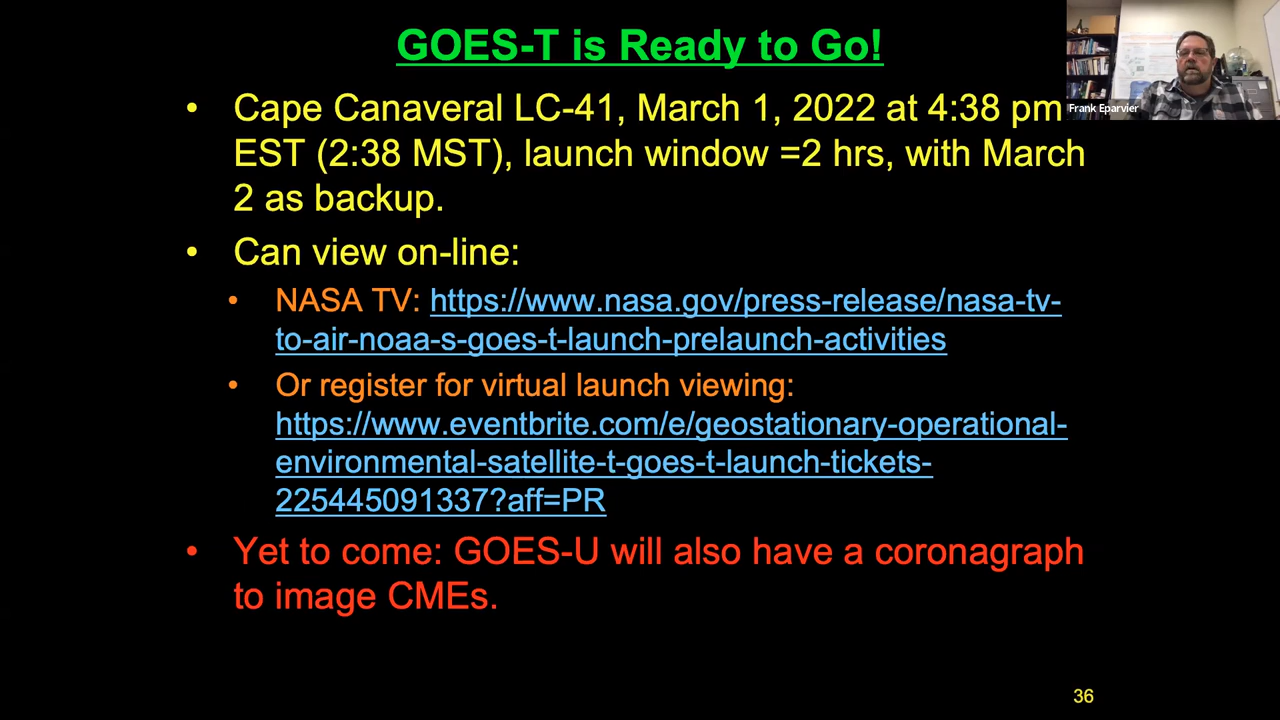 GOES-T is Ready to Go!
Frank Eparvier
• Cape Canaveral LC-41, March 1, 2022 at 4:38 pm
EST (2:38 MST), launch window =2 hrs, with March
2 as backup.
• Can view on-line:
• NASA TV: https://www.nasa.gov/press-release/nasa-tv-
to-air-noaa-s-goes-t-launch-prelaunch-activities
• Or register for virtual launch viewing:
https://www.eventbrite.com/e/geostationary-operational-
environmental-satellite-t-goes-t-launch-tickets-
225445091337?aff=PR
• Yet to come: GOES-U will also have a coronagraph
to image CMEs.
36